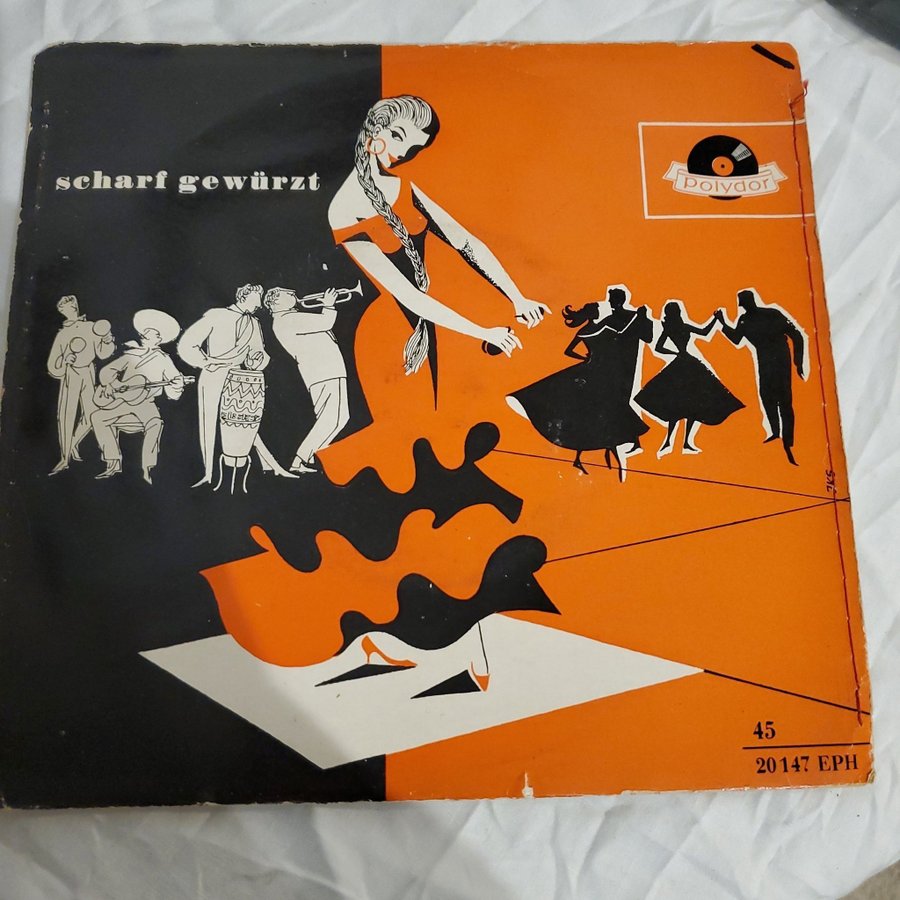 scharf gewürzt
polydor
45
20 147 EPH